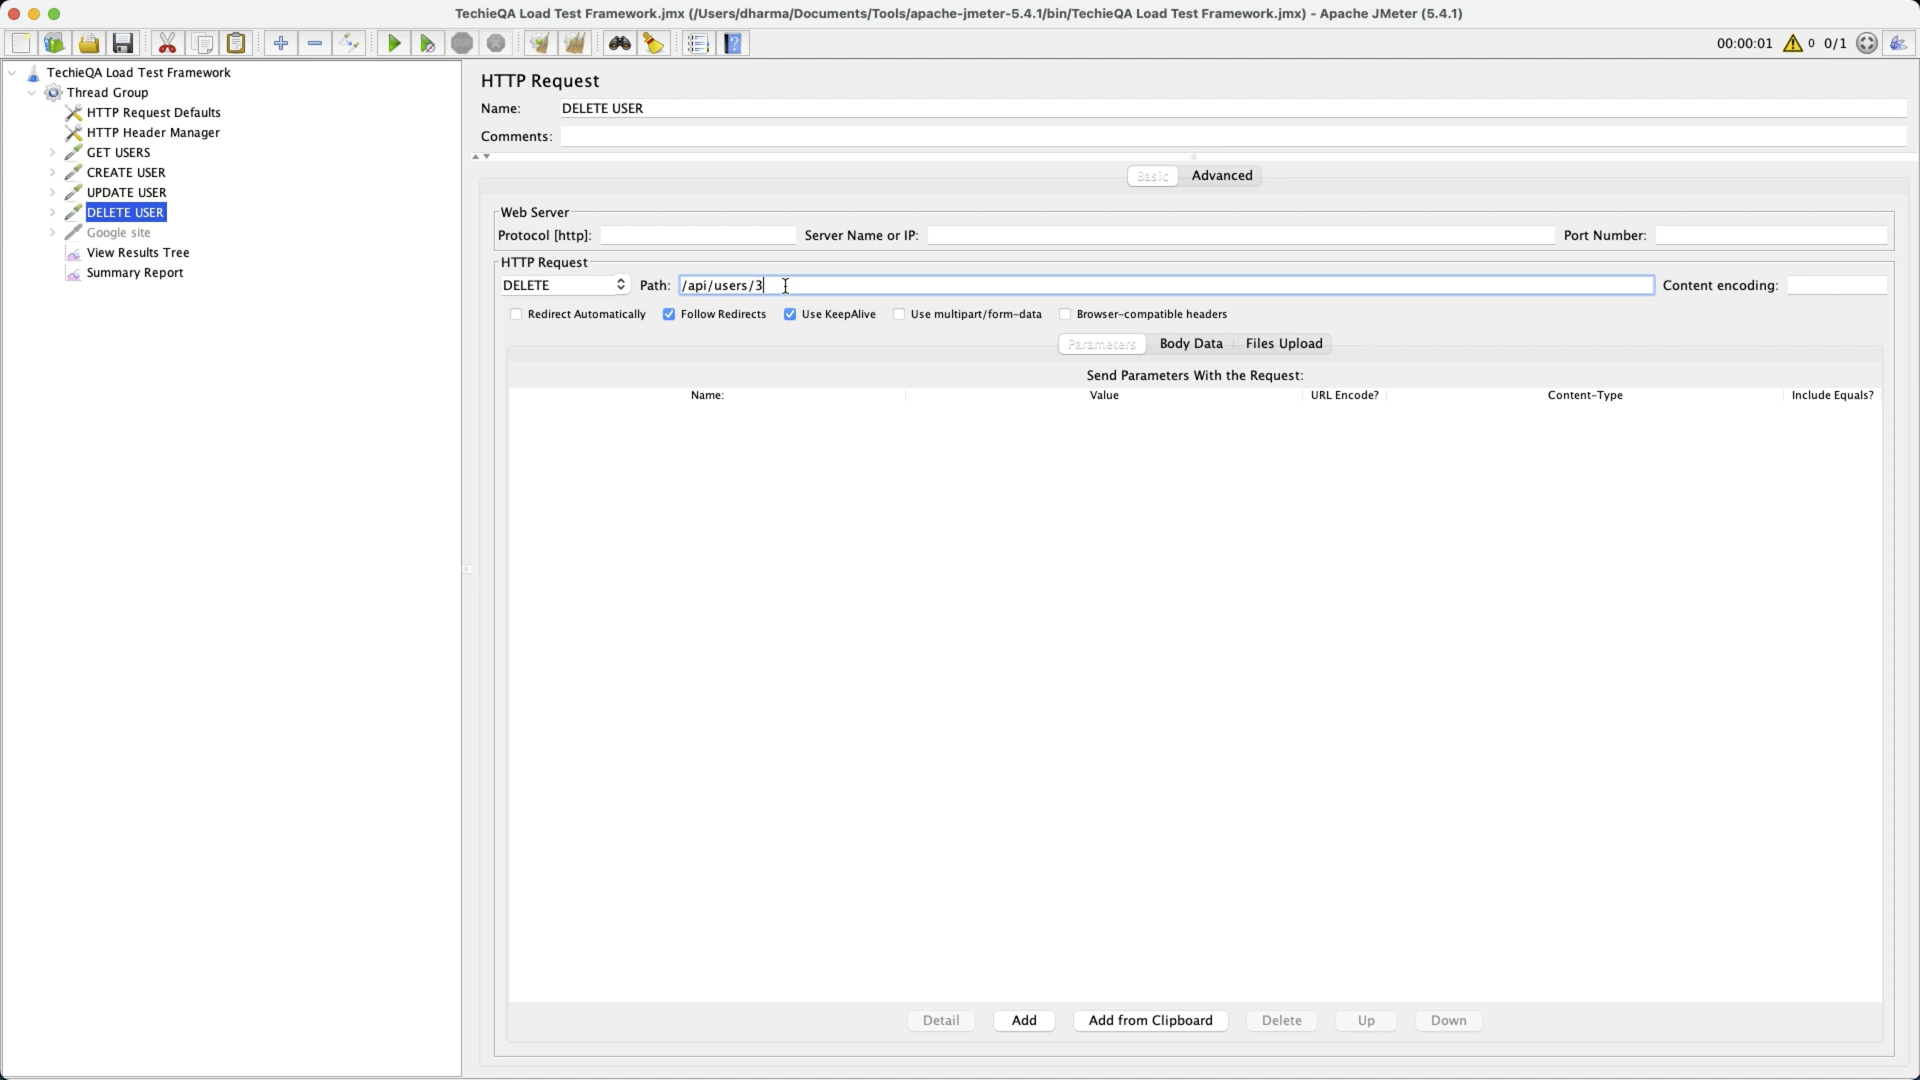 TechieQA Load Test Framework.jmx (/Users/dharma/Documents/Tools/apache-jmeter-5.4.1/bin/TechieQA Load Test Framework.jmx) - Apache JMeter (5.4.1)
00:00:01 0 0/1
TechieQA Load Test Framework
Thread Group
HTTP Request Defaults
HTTP Header Manager
GET USERS
CREATE USER
UPDATE USER
DELETE USER
Google site
View Results Tree
Summary Report
HTTP Request
Name: DELETE USER
Comments:
Basic Advanced
Web Server
Protocol [http]: Server Name or IP: Port Number:
HTTP Request
DELETE Path: /api/users/3 Content encoding:
Redirect Automatically Follow Redirects Use KeepAlive Use multipart/form-data Browser-compatible headers
Parameters Body Data Files Upload
Send Parameters With the Request:
Name: Value URL Encode? Content-Type Include Equals?
Detail Add Add from Clipboard Delete Up Down